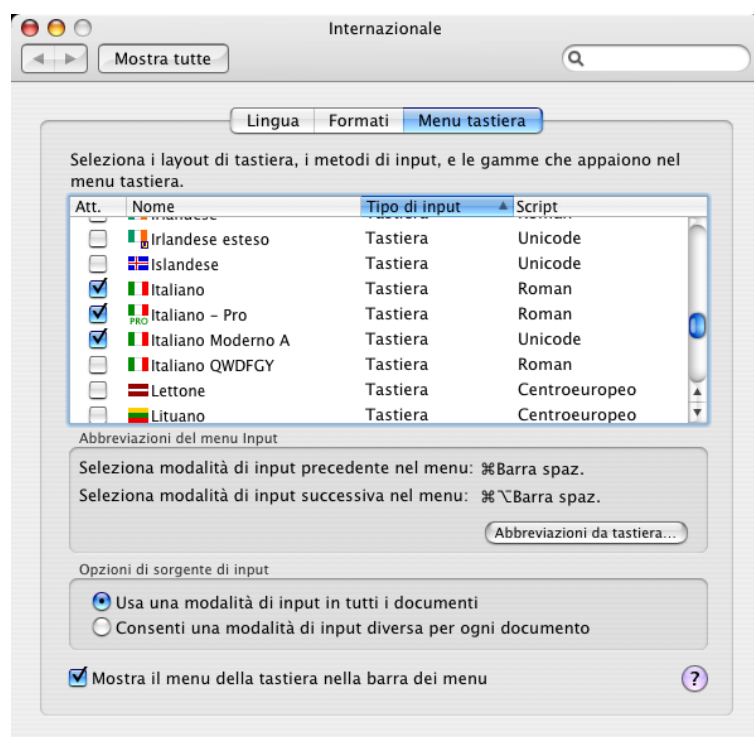 Internazionale
Mostra tutte
Lingua Formati Menu tastiera
Seleziona i layout di tastiera, i metodi di input, e le gamme che appaiono nel
menu tastiera.
Att. Nome Tipo di input Script
Irlandese Tastiera Roman
Irlandese esteso Tastiera Unicode
Islandese Tastiera Unicode
Italiano Tastiera Roman
PRO Italiano – Pro Tastiera Roman
Italiano Moderno A Tastiera Unicode
Italiano QWDFGY Tastiera Roman
Lettone Tastiera Centroeuropeo
Lituano Tastiera Centroeuropeo
Abbreviazioni del menu Input
Seleziona modalità di input precedente nel menu: ⌘Barra spaz.
Seleziona modalità di input successiva nel menu: ⌘⌥Barra spaz.
Abbreviazioni da tastiera...
Opzioni di sorgente di input
Usa una modalità di input in tutti i documenti
Consenti una modalità di input diversa per ogni documento
Mostra il menu della tastiera nella barra dei menu ?